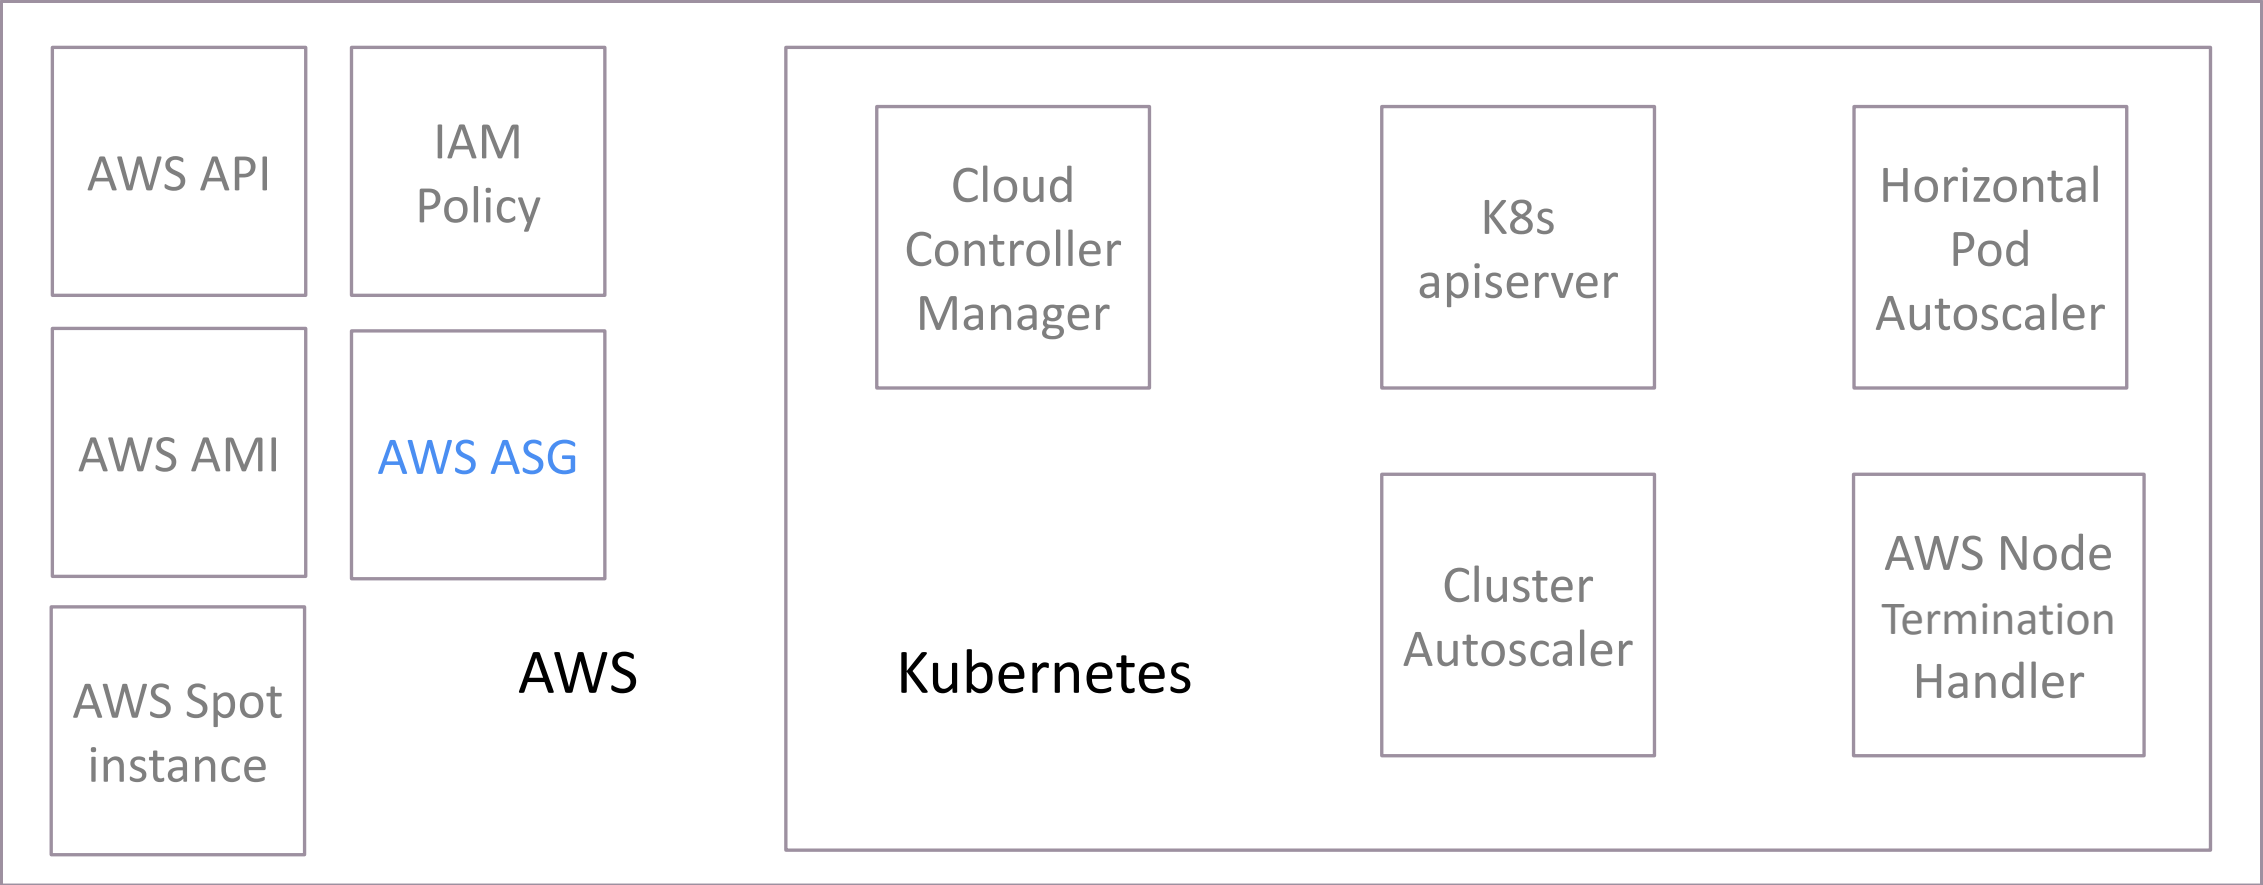 AWS API
IAM
Policy
AWS AMI
AWS ASG
AWS Spot
instance
AWS
Cloud
Controller
Manager
K8s
apiserver
Horizontal
Pod
Autoscaler
Kubernetes
Cluster
Autoscaler
AWS Node
Termination
Handler